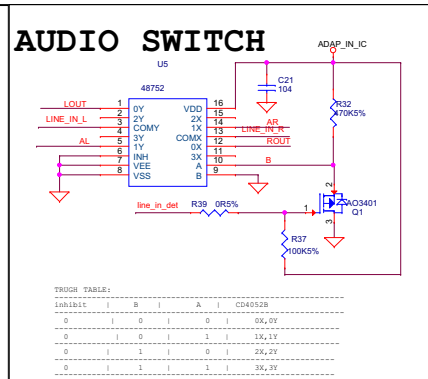 AUDIO SWITCH
ADAP_IN_IC
U5
48752
C21
104
R32
470K5%
LOUT 1 0Y VDD 16
2 2Y 2X 15
LINE_IN_L 3 COMY 1X 14 AR
4 3Y COMX 13 LINE_IN_R
AL 5 1Y 0X 12 ROUT
6 INH 3X 11
7 VEE A 10 B
8 VSS B 9
2
AO3401
Q1
1
3
line_in_det R39 0R5%
R37
100K5%
TRUGH TABLE:
inhibit | B | A | CD4052B
0 | 0 | 0 | 0X,0Y
0 | 0 | 1 | 1X,1Y
0 | 1 | 0 | 2X,2Y
0 | 1 | 1 | 3X,3Y